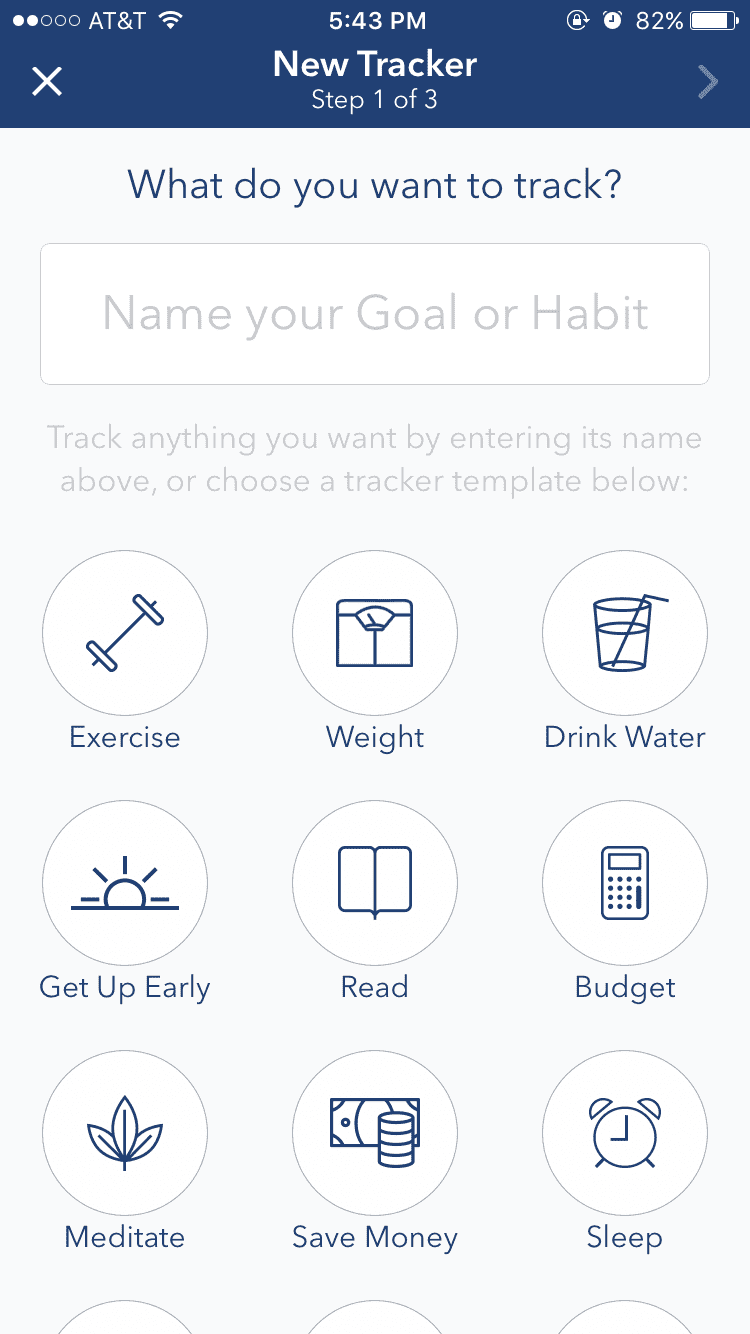 AT&T 5:43 PM 82%
New Tracker
Step 1 of 3
What do you want to track?
Name your Goal or Habit
Track anything you want by entering its name
above, or choose a tracker template below:
Exercise Weight Drink Water
Get Up Early Read Budget
Meditate Save Money Sleep